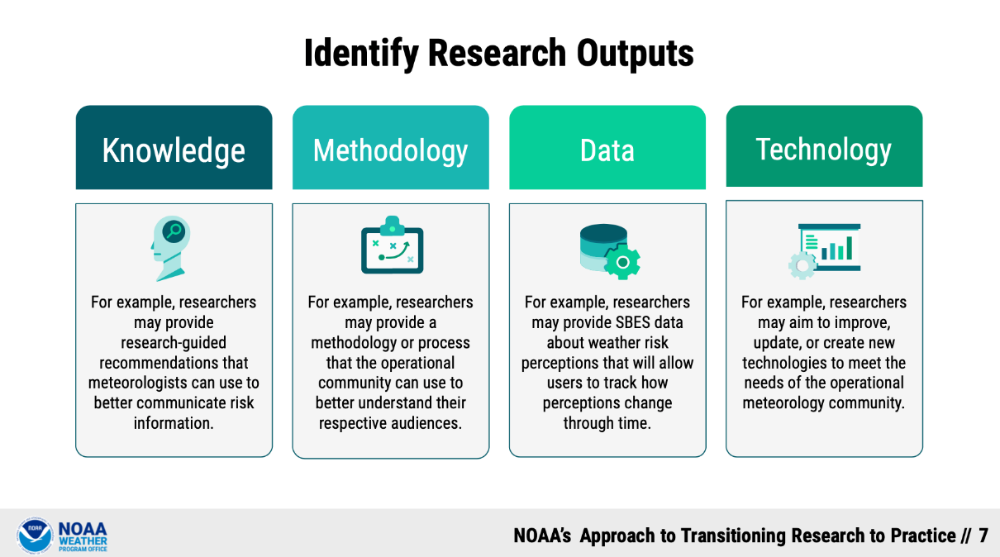 Identify Research Outputs
Knowledge
For example, researchers
may provide
research-guided
recommendations that
meteorologists can use to
better communicate risk
information.
Methodology
For example, researchers
may provide a
methodology or process
that the operational
community can use to
better understand their
respective audiences.
Data
For example, researchers
may provide SBES data
about weather risk
perceptions that will allow
users to track how
perceptions change
through time.
Technology
For example, researchers
may aim to improve,
update, or create new
technologies to meet the
needs of the operational
meteorology community.
NOAA
NOAA
WEATHER
PROGRAM OFFICE
NOAA’s Approach to Transitioning Research to Practice // 7